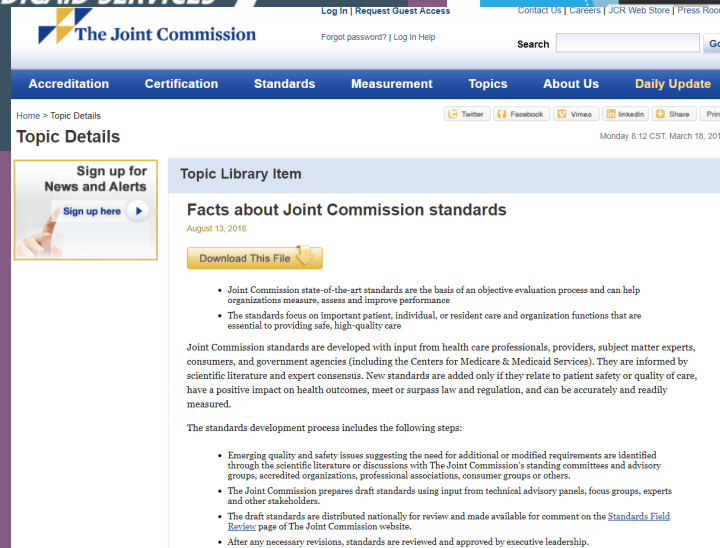 The Joint Commission
Log In | Request Guest Access
Forgot password? | Log In Help
Contact Us | Careers | JCR Web Store | Press Room
Search
Go
Accreditation Certification Standards Measurement Topics About Us Daily Update
Home > Topic Details
Twitter Facebook Vimeo linkedin Share Prin
Topic Details
Monday 8:12 CST, March 18, 201
Sign up for
News and Alerts
Sign up here
Topic Library Item
Facts about Joint Commission standards
August 13, 2018
Download This File
• Joint Commission state-of-the-art standards are the basis of an objective evaluation process and can help
organizations measure, assess and improve performance
• The standards focus on important patient, individual, or resident care and organization functions that are
essential to providing safe, high-quality care
Joint Commission standards are developed with input from health care professionals, providers, subject matter experts,
consumers, and government agencies (including the Centers for Medicare & Medicaid Services). They are informed by
scientific literature and expert consensus. New standards are added only if they relate to patient safety or quality of care,
have a positive impact on health outcomes, meet or surpass law and regulation, and can be accurately and readily
measured.
The standards development process includes the following steps:
• Emerging quality and safety issues suggesting the need for additional or modified requirements are identified
through the scientific literature or discussions with The Joint Commission's standing committees and advisory
groups, accredited organizations, professional associations, consumer groups or others.
• The Joint Commission prepares draft standards using input from technical advisory panels, focus groups, experts
and other stakeholders.
• The draft standards are distributed nationally for review and made available for comment on the Standards Field
Review page of The Joint Commission website.
• After any necessary revisions, standards are reviewed and approved by executive leadership.